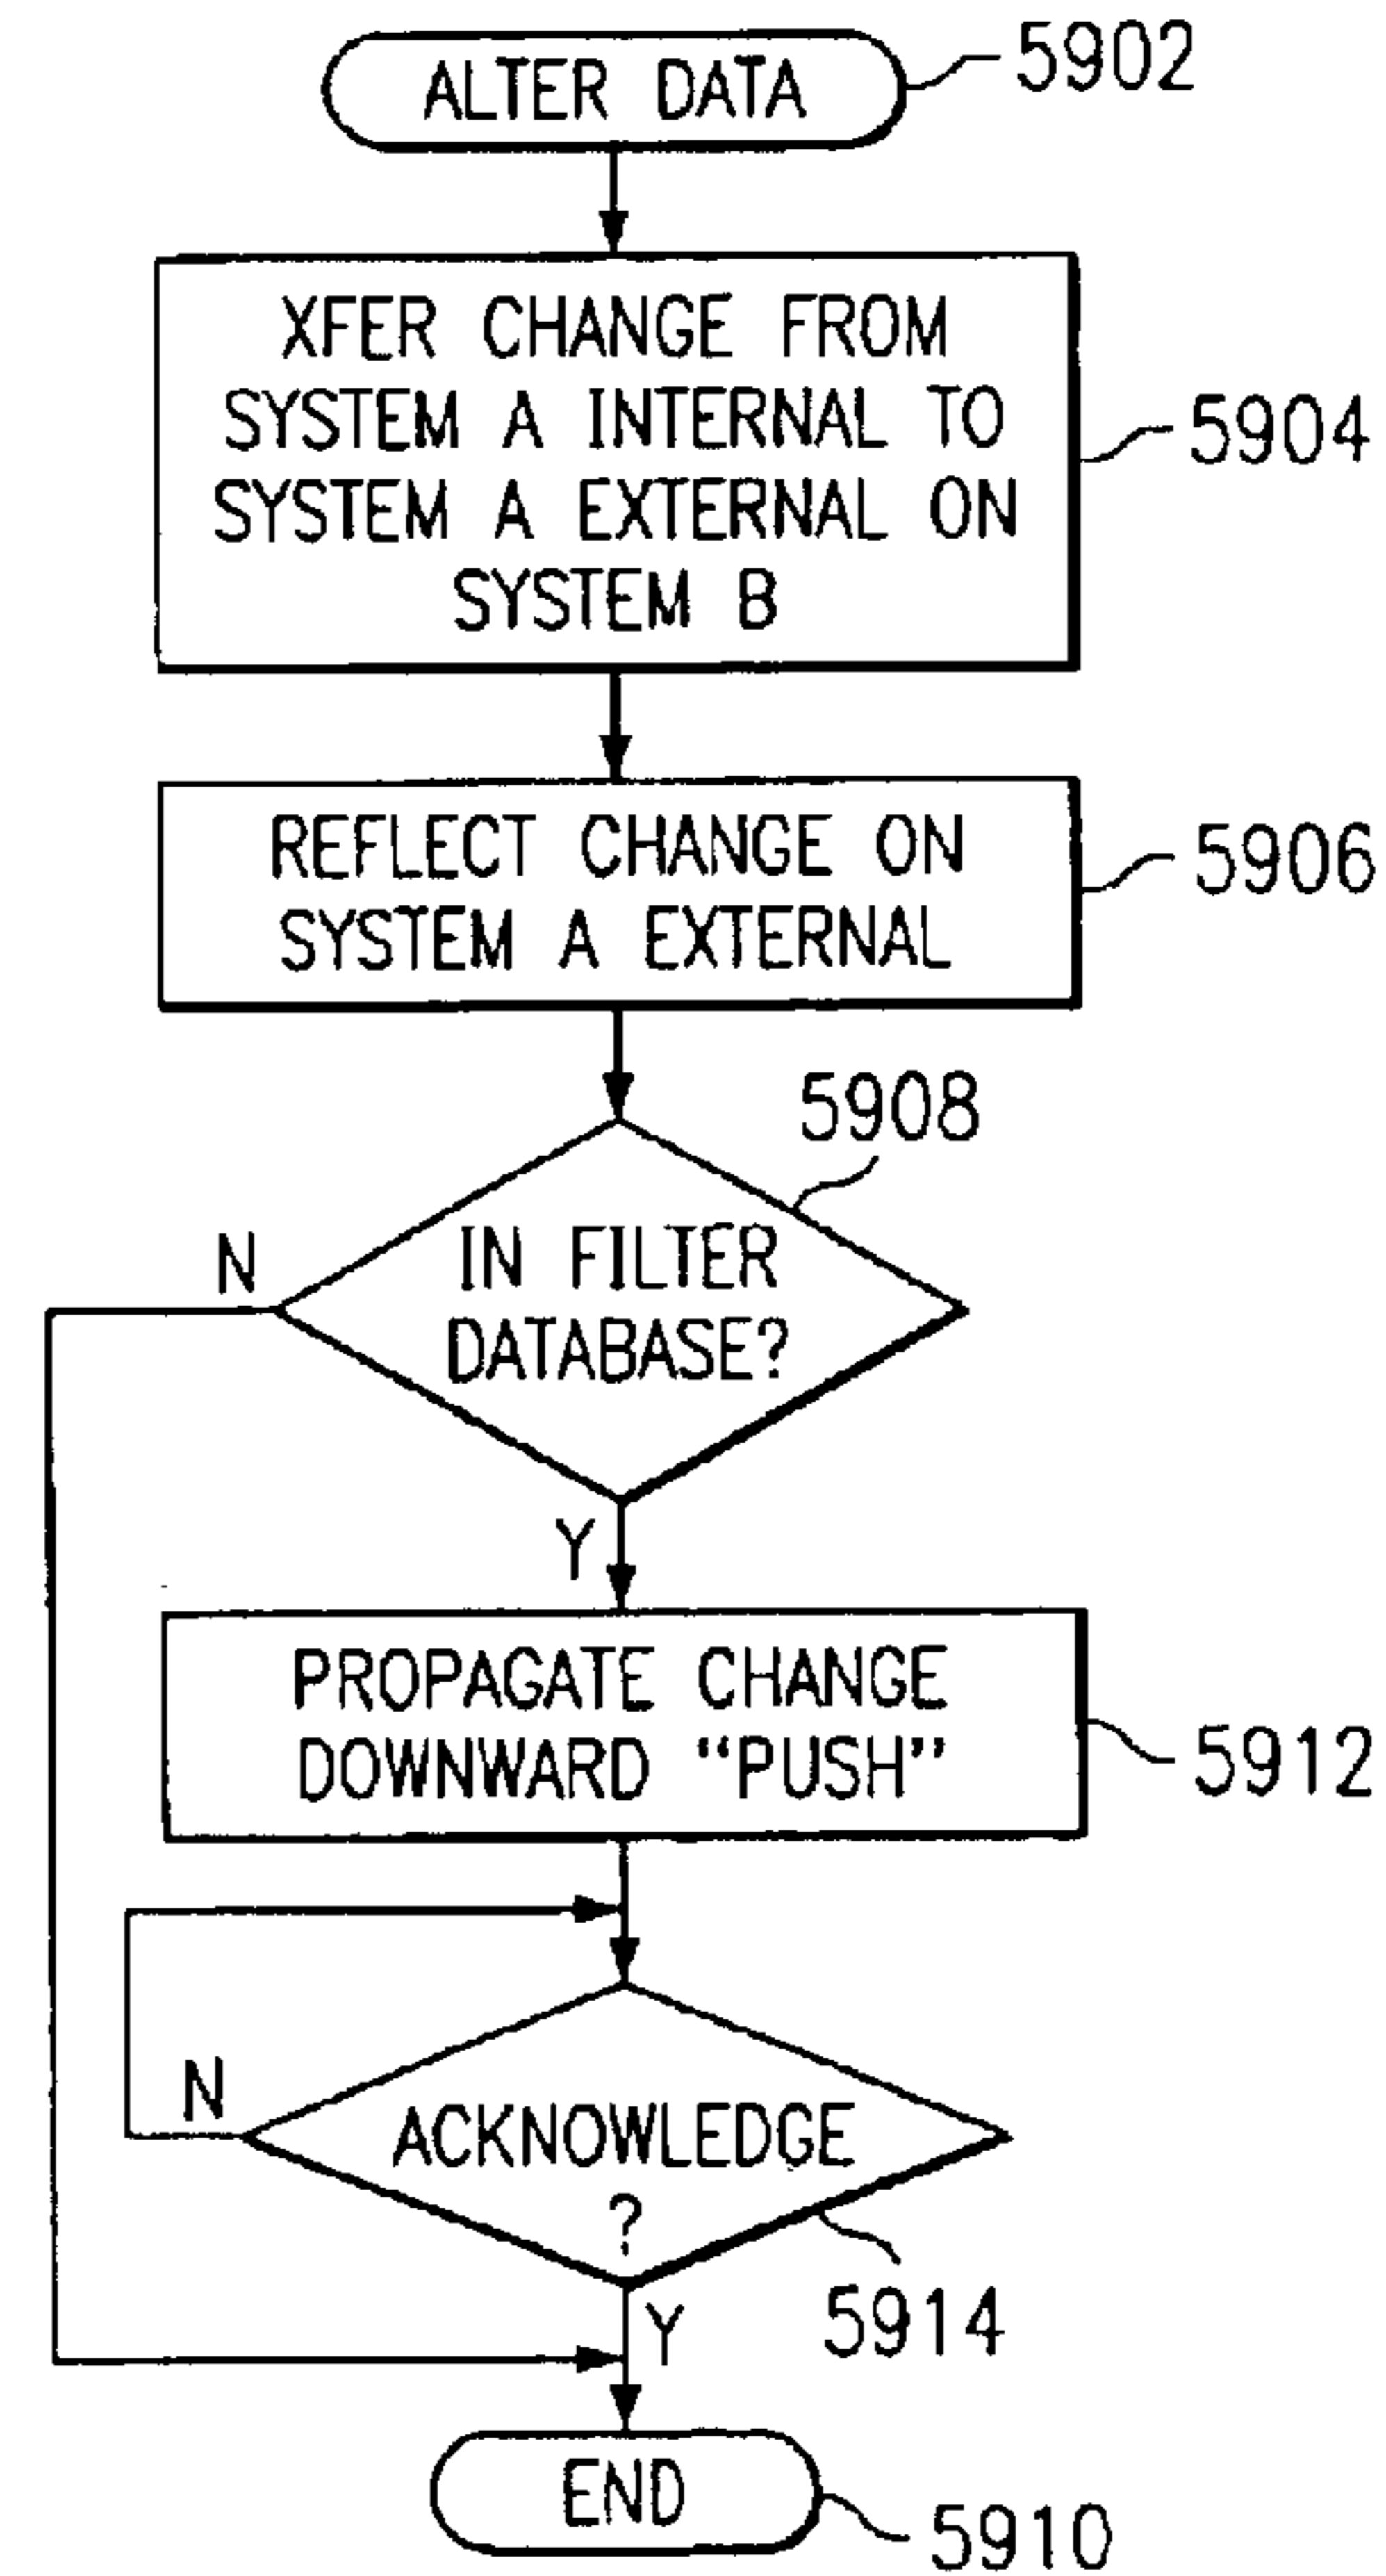 ALTER DATA
5902
XFER CHANGE FROM
SYSTEM A INTERNAL TO
SYSTEM A EXTERNAL ON
SYSTEM B
5904
REFLECT CHANGE ON
SYSTEM A EXTERNAL
5906
5908
IN FILTER
DATABASE?
N
Y
PROPAGATE CHANGE
DOWNWARD “PUSH”
5912
N
ACKNOWLEDGE
?
5914
Y
END
5910